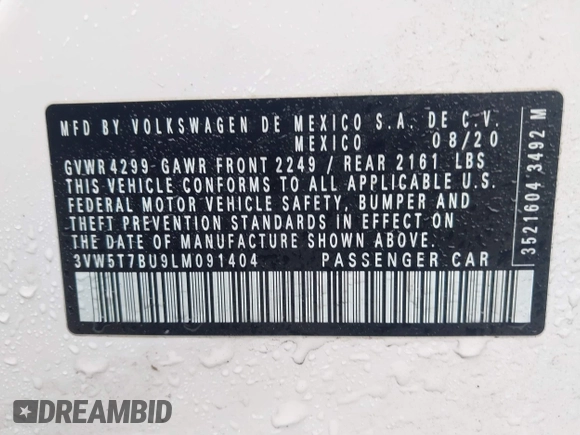 MFD BY VOLKSWAGEN DE MEXICO S.A. DE C.V.
MEXICO 08/20
GVWR 4299 GAWR FRONT 2249 / REAR 2161 LBS
THIS VEHICLE CONFORMS TO ALL APPLICABLE U.S.
FEDERAL MOTOR VEHICLE SAFETY, BUMPER AND
THEFT PREVENTION STANDARDS IN EFFECT ON
THE DATE OF MANUFACTURE SHOWN ABOVE.
3VW5T7BU9LM091404 PASSENGER CAR
3521604 3492 M
DREAMBID